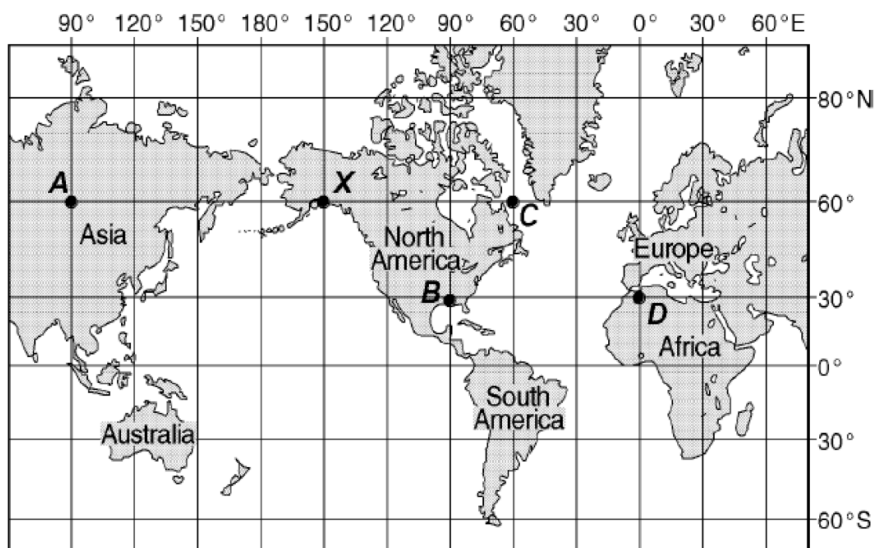 90° 120° 150° 180° 150° 120° 90° 60° 30° 0° 30° 60°E
80°N
A X 60°
C
Asia North
America Europe
B 30°
D
Africa
0°
South
America
Australia
30°
60°S